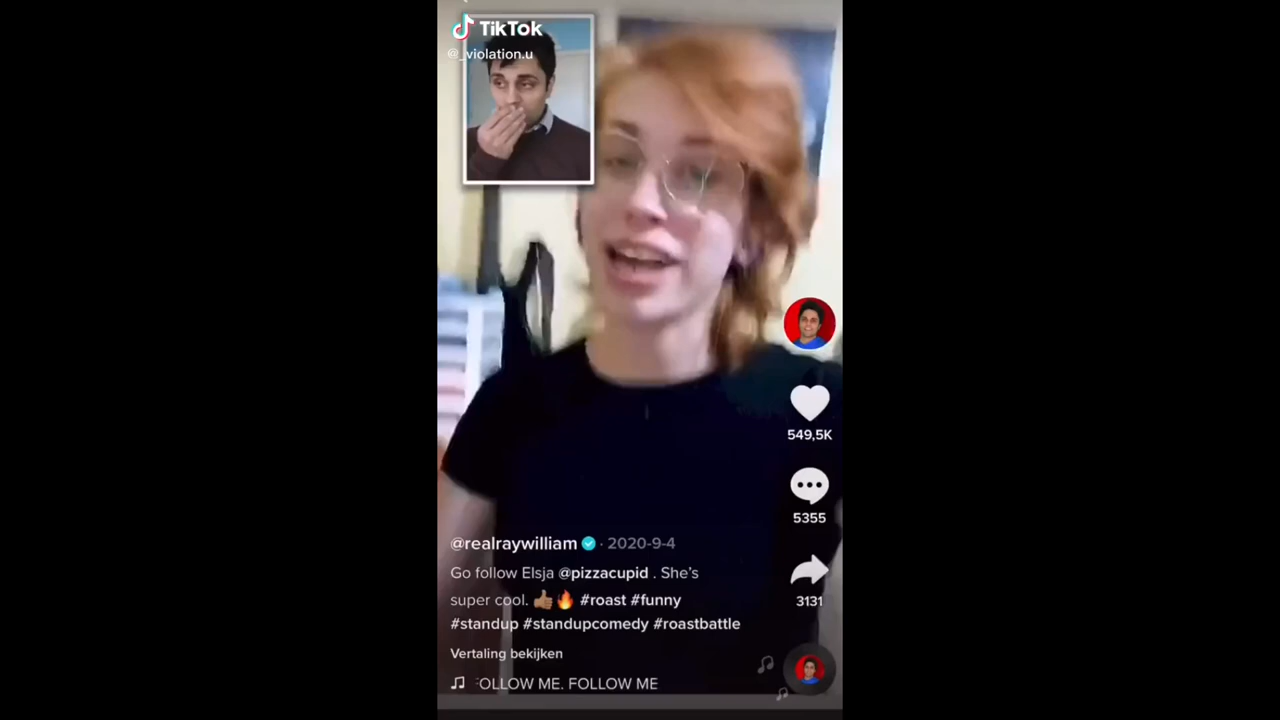 TikTok
@_violation.u
549,5K
5355
3131
@realraywilliam · 2020-9-4
Go follow Elsja @pizzacupid . She's
super cool. 👍🏽🔥 #roast #funny
#standup #standupcomedy #roastbattle
Vertaling bekijken
OLLOW ME. FOLLOW ME